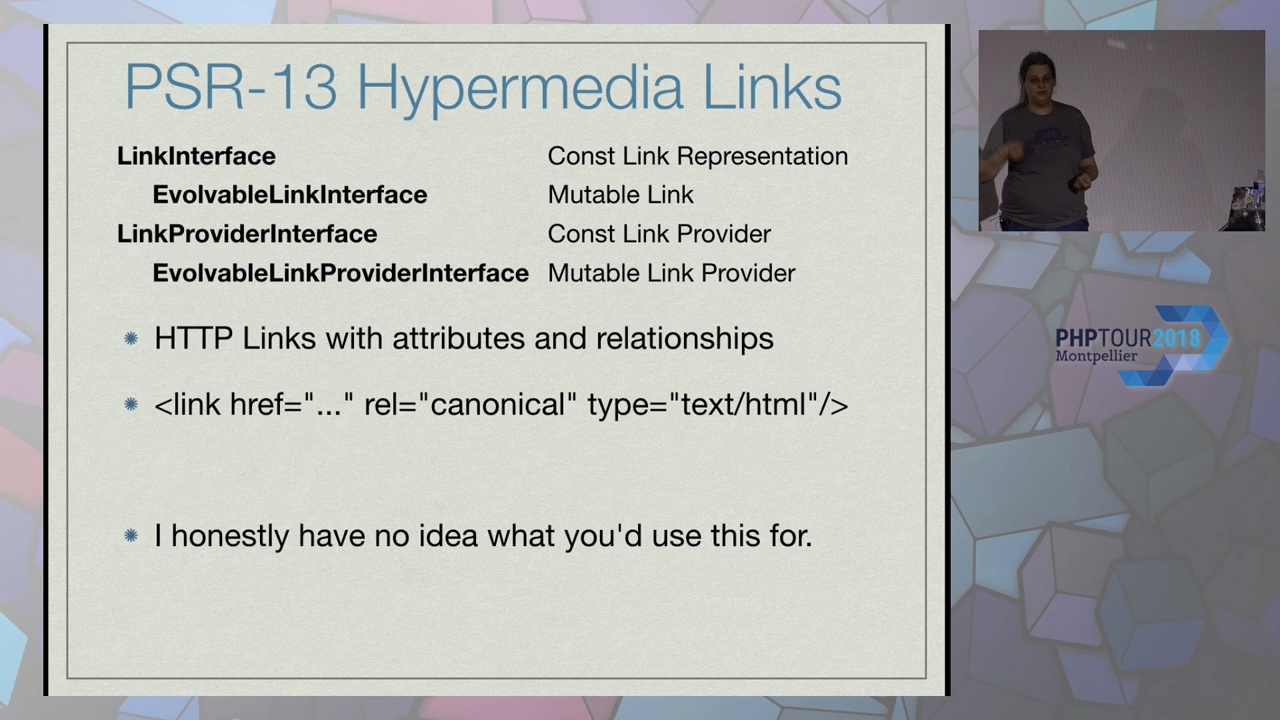 PSR-13 Hypermedia Links
LinkInterface Const Link Representation
EvolvableLinkInterface Mutable Link
LinkProviderInterface Const Link Provider
EvolvableLinkProviderInterface Mutable Link Provider
HTTP Links with attributes and relationships
<link href="..." rel="canonical" type="text/html"/>
I honestly have no idea what you'd use this for.
PHPTOUR2018
Montpellier